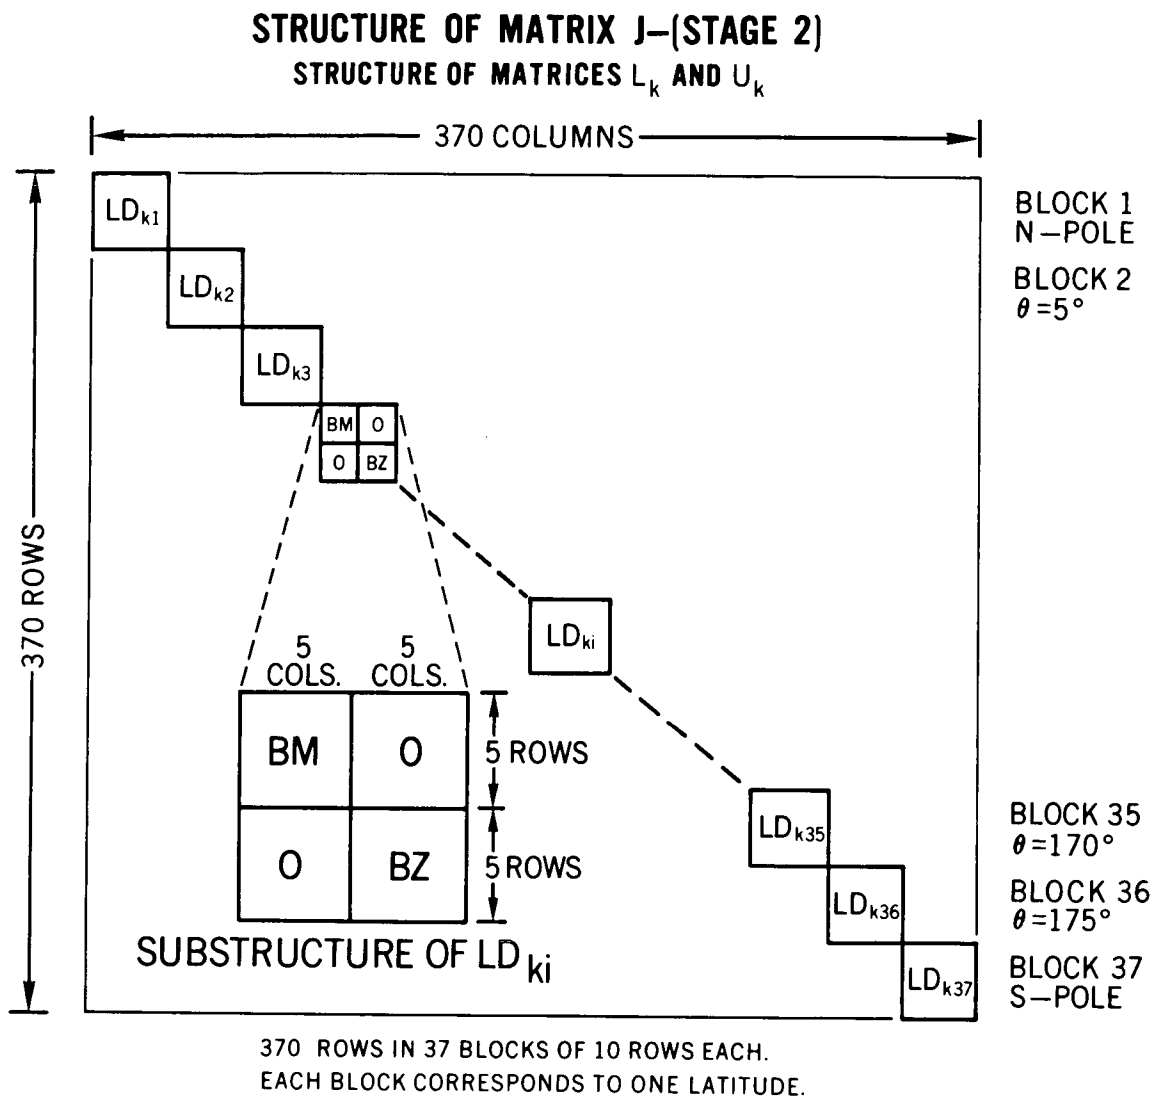 STRUCTURE OF MATRIX J–(STAGE 2)
STRUCTURE OF MATRICES Lk AND Uk
370 COLUMNS
370 ROWS
LDk1
BLOCK 1
N–POLE
LDk2
BLOCK 2
θ=5°
LDk3
BM O
O BZ
LDki
5 5
COLS. COLS.
BM O
5 ROWS
O BZ
5 ROWS
SUBSTRUCTURE OF LDki
LDk35
BLOCK 35
θ=170°
LDk36
BLOCK 36
θ=175°
LDk37
BLOCK 37
S–POLE
370 ROWS IN 37 BLOCKS OF 10 ROWS EACH.
EACH BLOCK CORRESPONDS TO ONE LATITUDE.